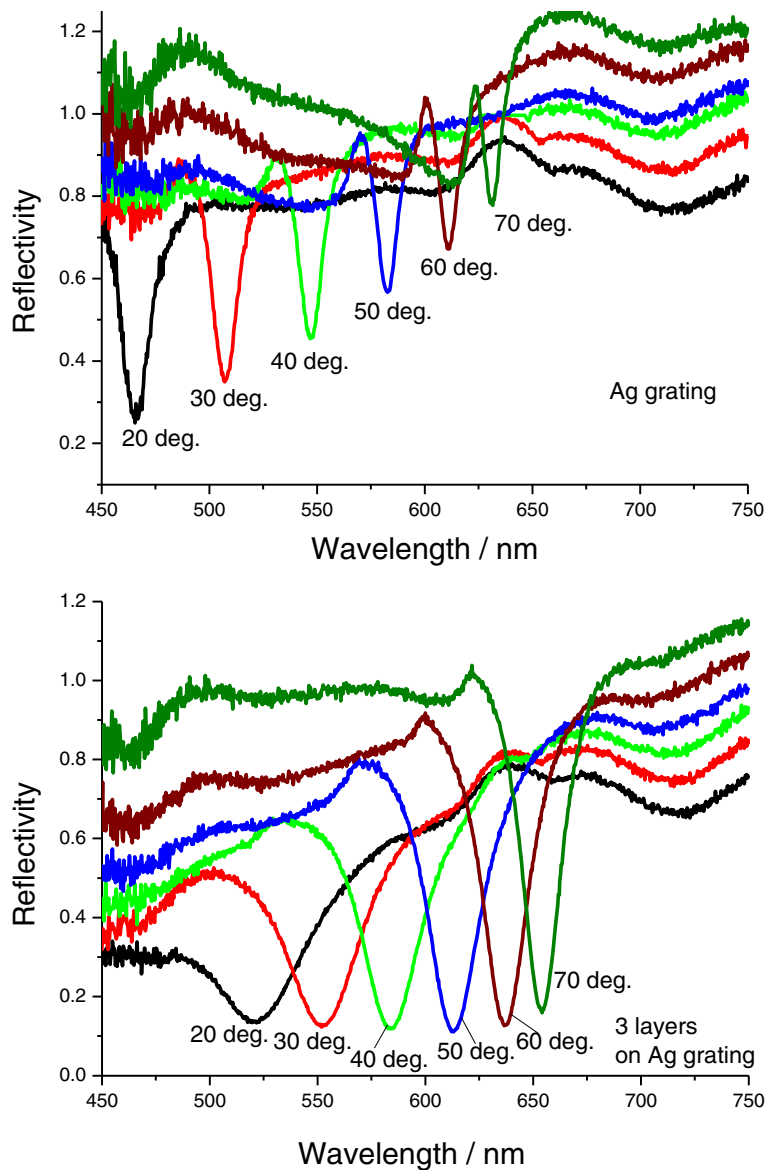 1.2
1.0
0.8
0.6
0.4
0.2
Reflectivity
70 deg.
60 deg.
50 deg.
40 deg.
30 deg.
20 deg.
Ag grating
450 500 550 600 650 700 750
Wavelength / nm
1.2
1.0
0.8
0.6
0.4
0.2
0.0
Reflectivity
70 deg.
20 deg.
30 deg.
40 deg.
50 deg.
60 deg.
3 layers
on Ag grating
450 500 550 600 650 700 750
Wavelength / nm